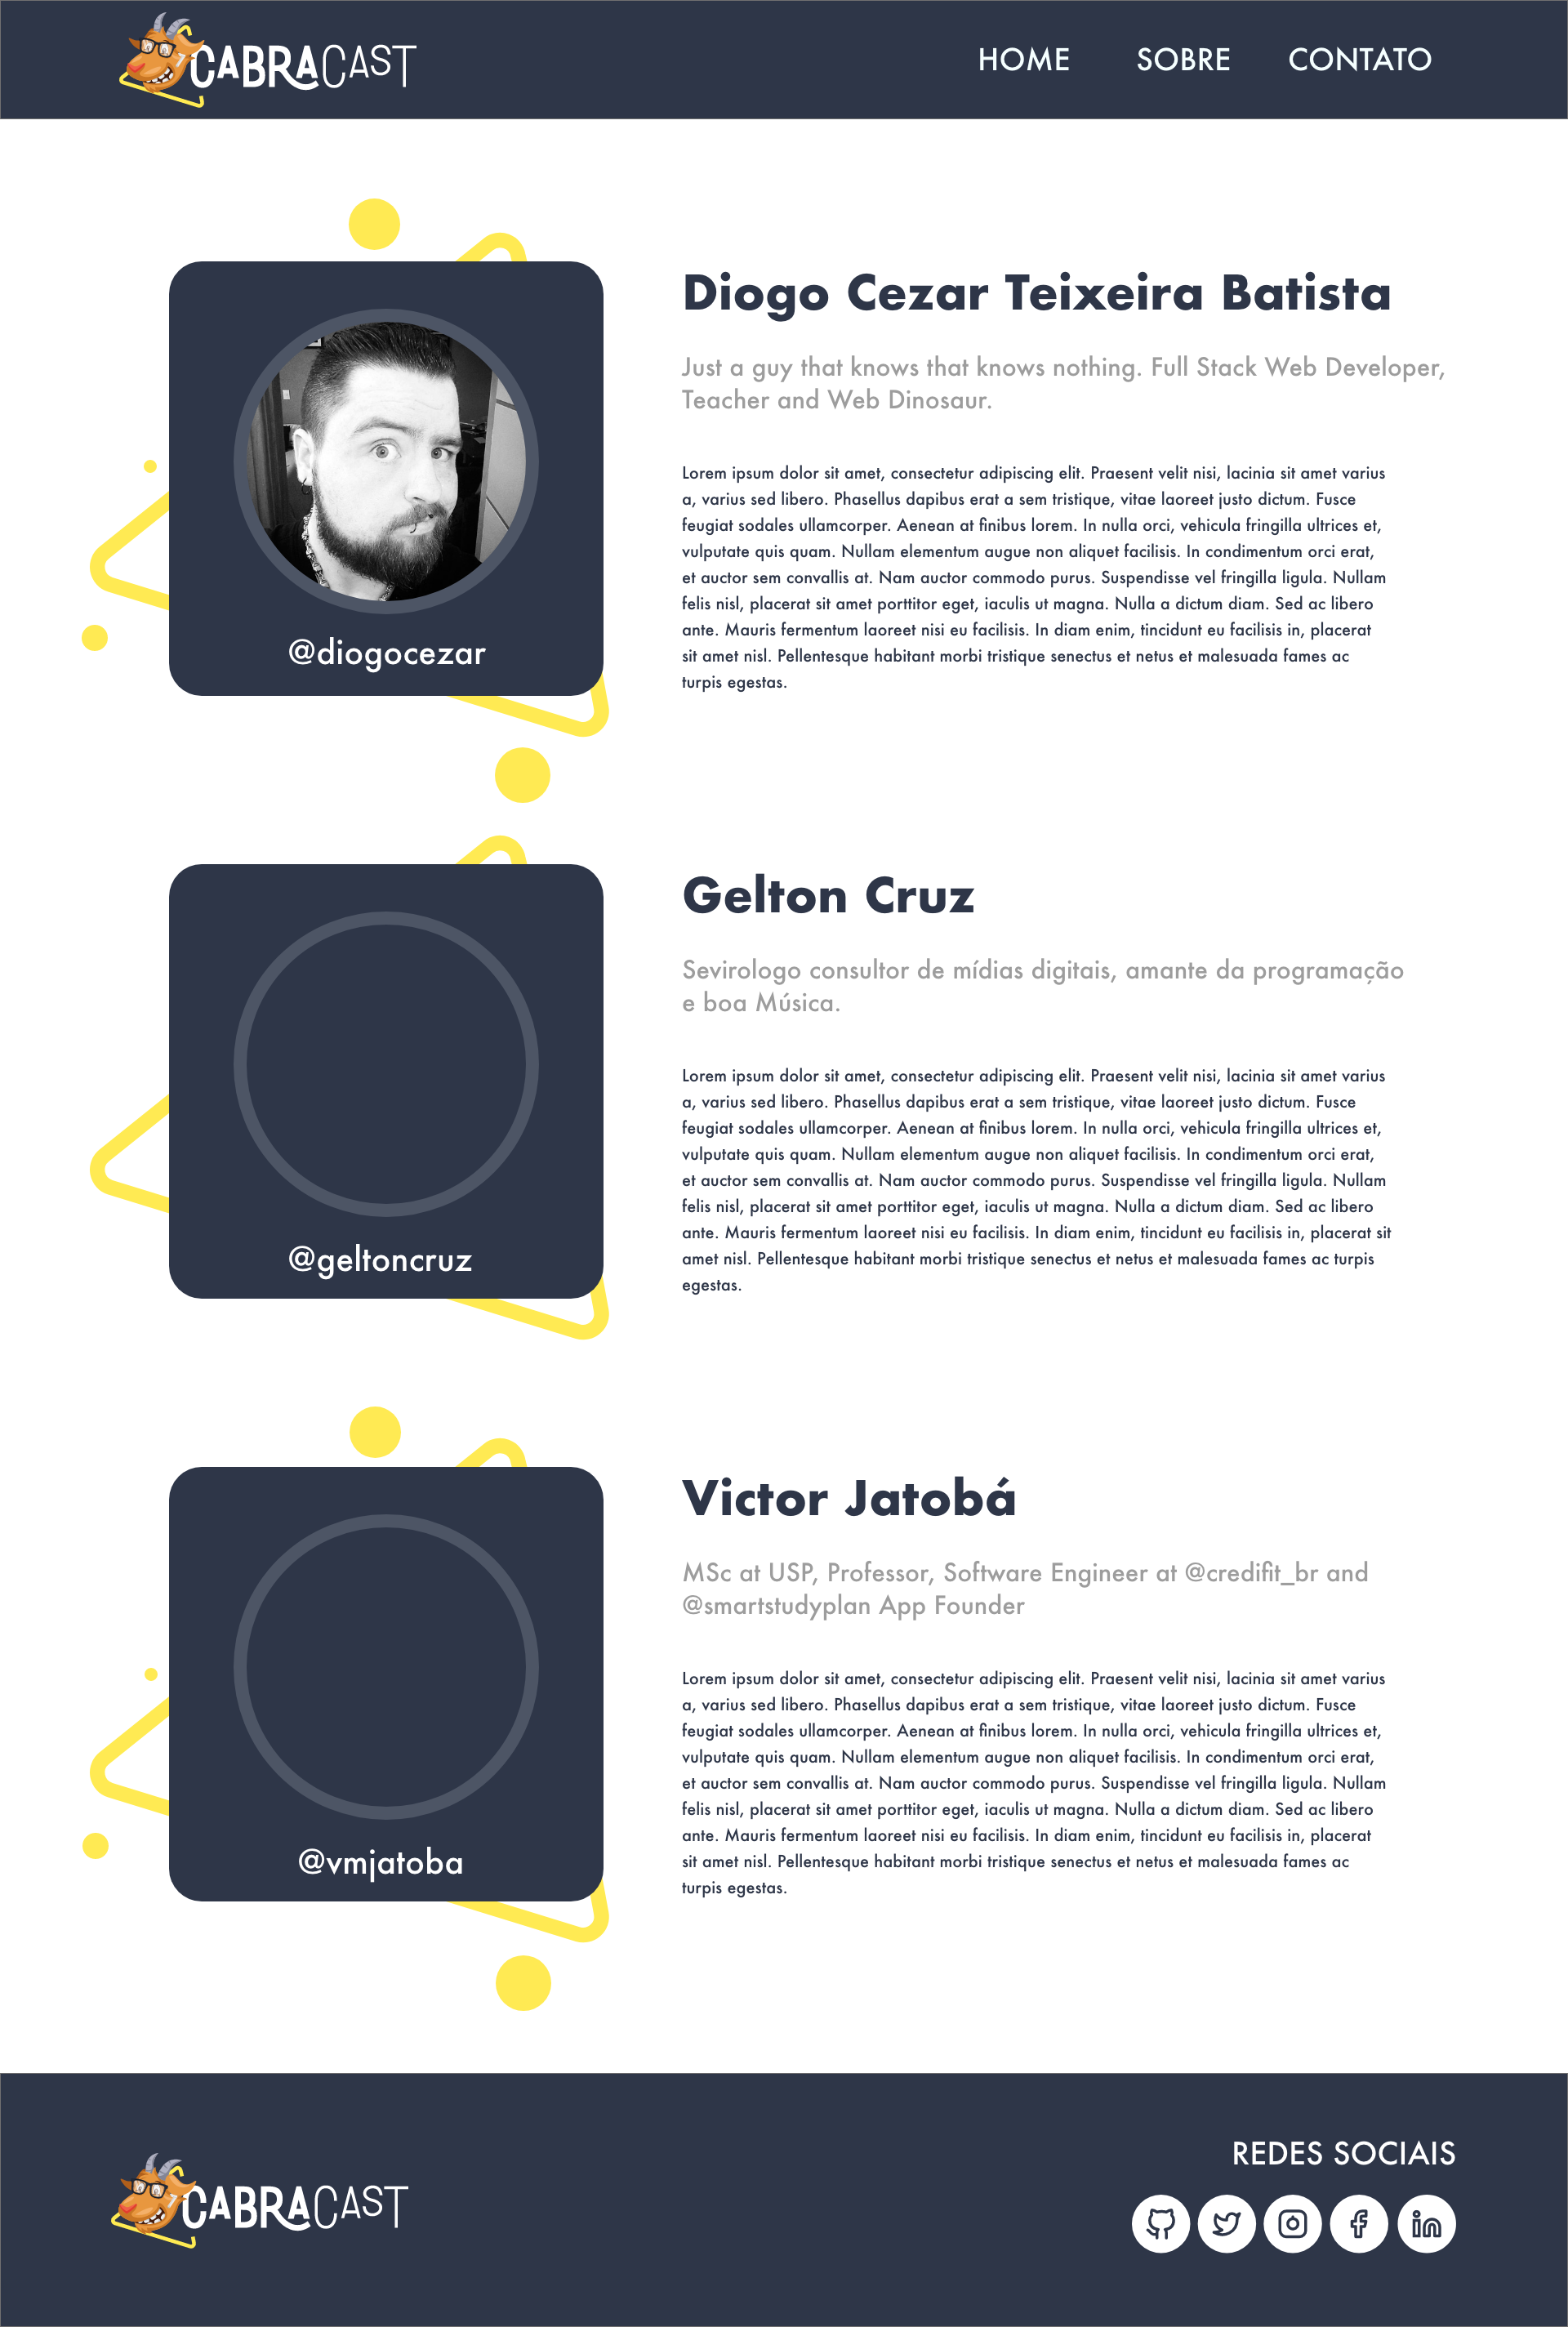 CABRACAST
HOME SOBRE CONTATO
Diogo Cezar Teixeira Batista
Just a guy that knows that knows nothing. Full Stack Web Developer,
Teacher and Web Dinosaur.
Lorem ipsum dolor sit amet, consectetur adipiscing elit. Praesent velit nisi, lacinia sit amet varius
a, varius sed libero. Phasellus dapibus erat a sem tristique, vitae laoreet justo dictum. Fusce
feugiat sodales ullamcorper. Aenean at finibus lorem. In nulla orci, vehicula fringilla ultrices et,
vulputate quis quam. Nullam elementum augue non aliquet facilisis. In condimentum orci erat,
et auctor sem convallis at. Nam auctor commodo purus. Suspendisse vel fringilla ligula. Nullam
felis nisl, placerat sit amet porttitor eget, iaculis ut magna. Nulla a dictum diam. Sed ac libero
ante. Mauris fermentum laoreet nisi eu facilisis. In diam enim, tincidunt eu facilisis in, placerat
sit amet nisl. Pellentesque habitant morbi tristique senectus et netus et malesuada fames ac
turpis egestas.
@diogocezar
Gelton Cruz
Sevirologo consultor de mídias digitais, amante da programação
e boa Música.
Lorem ipsum dolor sit amet, consectetur adipiscing elit. Praesent velit nisi, lacinia sit amet varius
a, varius sed libero. Phasellus dapibus erat a sem tristique, vitae laoreet justo dictum. Fusce
feugiat sodales ullamcorper. Aenean at finibus lorem. In nulla orci, vehicula fringilla ultrices et,
vulputate quis quam. Nullam elementum augue non aliquet facilisis. In condimentum orci erat,
et auctor sem convallis at. Nam auctor commodo purus. Suspendisse vel fringilla ligula. Nullam
felis nisl, placerat sit amet porttitor eget, iaculis ut magna. Nulla a dictum diam. Sed ac libero
ante. Mauris fermentum laoreet nisi eu facilisis. In diam enim, tincidunt eu facilisis in, placerat sit
amet nisl. Pellentesque habitant morbi tristique senectus et netus et malesuada fames ac turpis
egestas.
@geltoncruz
Victor Jatobá
MSc at USP, Professor, Software Engineer at @credifit_br and
@smartstudyplan App Founder
Lorem ipsum dolor sit amet, consectetur adipiscing elit. Praesent velit nisi, lacinia sit amet varius
a, varius sed libero. Phasellus dapibus erat a sem tristique, vitae laoreet justo dictum. Fusce
feugiat sodales ullamcorper. Aenean at finibus lorem. In nulla orci, vehicula fringilla ultrices et,
vulputate quis quam. Nullam elementum augue non aliquet facilisis. In condimentum orci erat,
et auctor sem convallis at. Nam auctor commodo purus. Suspendisse vel fringilla ligula. Nullam
felis nisl, placerat sit amet porttitor eget, iaculis ut magna. Nulla a dictum diam. Sed ac libero
ante. Mauris fermentum laoreet nisi eu facilisis. In diam enim, tincidunt eu facilisis in, placerat
sit amet nisl. Pellentesque habitant morbi tristique senectus et netus et malesuada fames ac
turpis egestas.
@vmjatoba
CABRACAST
REDES SOCIAIS